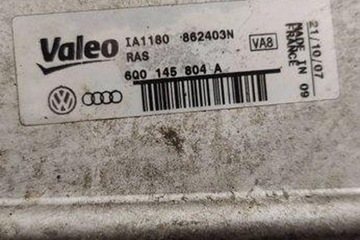 Valeo
IA1180 862403N
RAS
VA8
6Q0 145 804 A
21/10/07
MADE IN 09
FRANCE